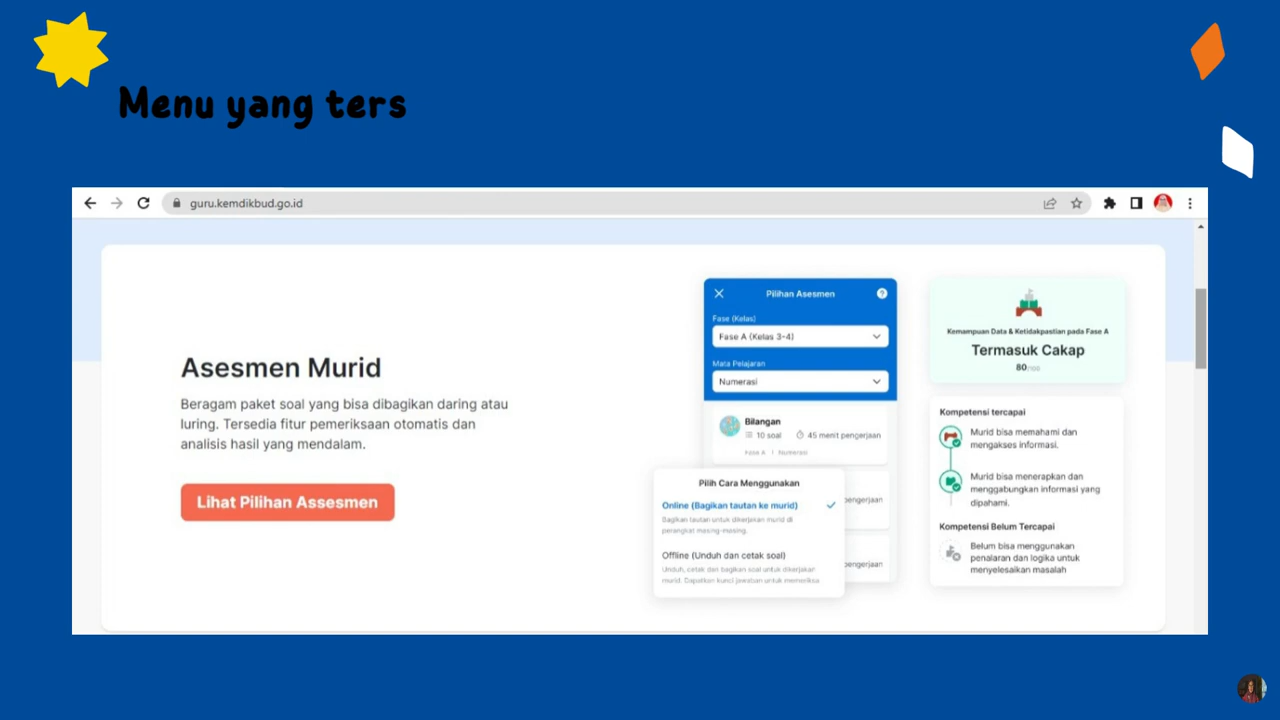 Menu yang ters
guru.kemdikbud.go.id
Asesmen Murid
Beragam paket soal yang bisa dibagikan daring atau
luring. Tersedia fitur pemeriksaan otomatis dan
analisis hasil yang mendalam.
Lihat Pilihan Assesmen
Pilihan Asesmen
Fase (Kelas)
Fase A (Kelas 3-4)
Mata Pelajaran
Numerasi
Bilangan
10 soal 45 menit pengerjaan
Fase A | Numerasi
pengerjaan
pengerjaan
Pilih Cara Menggunakan
Online (Bagikan tautan ke murid)
Bagikan tautan untuk dikerjakan murid di
perangkat masing-masing.
Offline (Unduh dan cetak soal)
Unduh, cetak dan bagikan soal untuk dikerjakan
murid. Dapatkan kunci jawaban untuk memeriksa
Kemampuan Data & Ketidakpastian pada Fase A
Termasuk Cakap
80/100
Kompetensi tercapai
Murid bisa memahami dan
mengakses informasi.
Murid bisa menerapkan dan
menggabungkan informasi yang
dipahami.
Kompetensi Belum Tercapai
Belum bisa menggunakan
penalaran dan logika untuk
menyelesaikan masalah